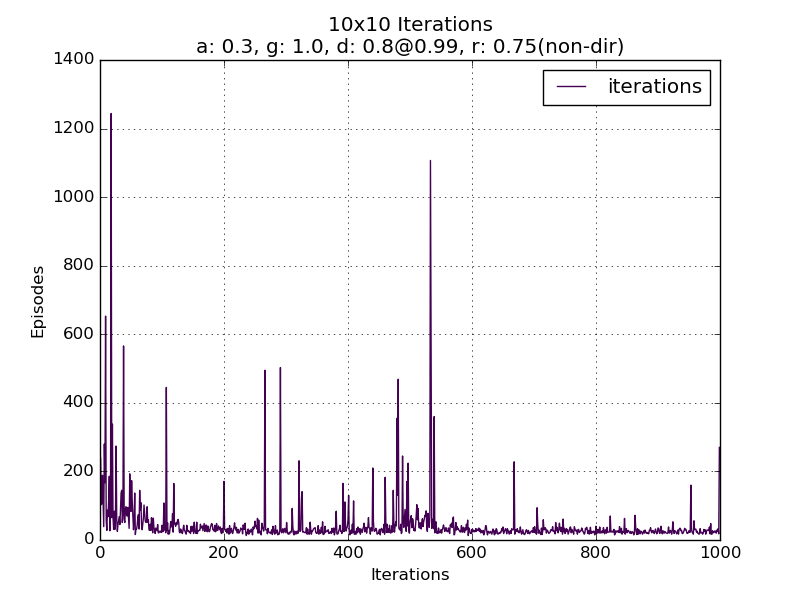 10x10 Iterations
a: 0.3, g: 1.0, d: 0.8@0.99, r: 0.75(non-dir)
iterations
1400
1200
1000
800
600
400
200
0
Episodes
0 200 400 600 800 1000
Iterations